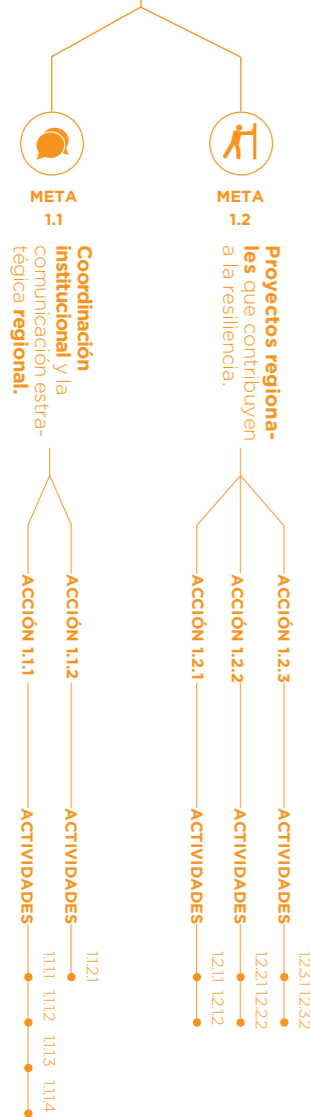 META
1.1
Coordinación
institucional y la
comunicación estra-
tégica regional.
ACCIÓN 1.1.1
ACTIVIDADES
1.1.1.1
1.1.1.2
1.1.1.3
1.1.1.4
ACCIÓN 1.1.2
ACTIVIDADES
1.1.2.1
META
1.2
Proyectos regiona-
les que contribuyen
a la resiliencia.
ACCIÓN 1.2.1
ACTIVIDADES
1.2.1.1
1.2.1.2
ACCIÓN 1.2.2
ACTIVIDADES
1.2.2.1
1.2.2.2
ACCIÓN 1.2.3
ACTIVIDADES
1.2.3.1
1.2.3.2